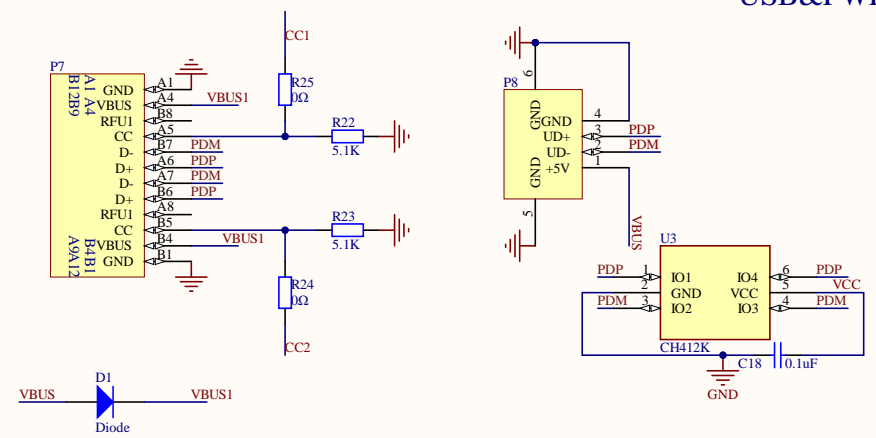 USB&PWR
CC1
P7
R25
0Ω
A1 A4
B12B9
GND
A1
VBUS
A4
VBUS1
RFU1
B8
CC
A5
R22
5.1K
D-
B7
PDM
D+
A6
PDP
D-
A7
PDM
D+
B6
PDP
RFU1
A8
CC
B5
R23
5.1K
B4B1
A9A12
VBUS
B4
VBUS1
GND
B1
R24
0Ω
CC2
D1
VBUS
VBUS1
Diode
P8
6
GND
GND
4
UD+
3
PDP
UD-
2
PDM
+5V
1
GND
5
VBUS
U3
PDP
1
IO1
IO4
6
PDP
2
GND
VCC
5
VCC
PDM
3
IO2
IO3
4
PDM
CH412K
C18
0.1uF
GND